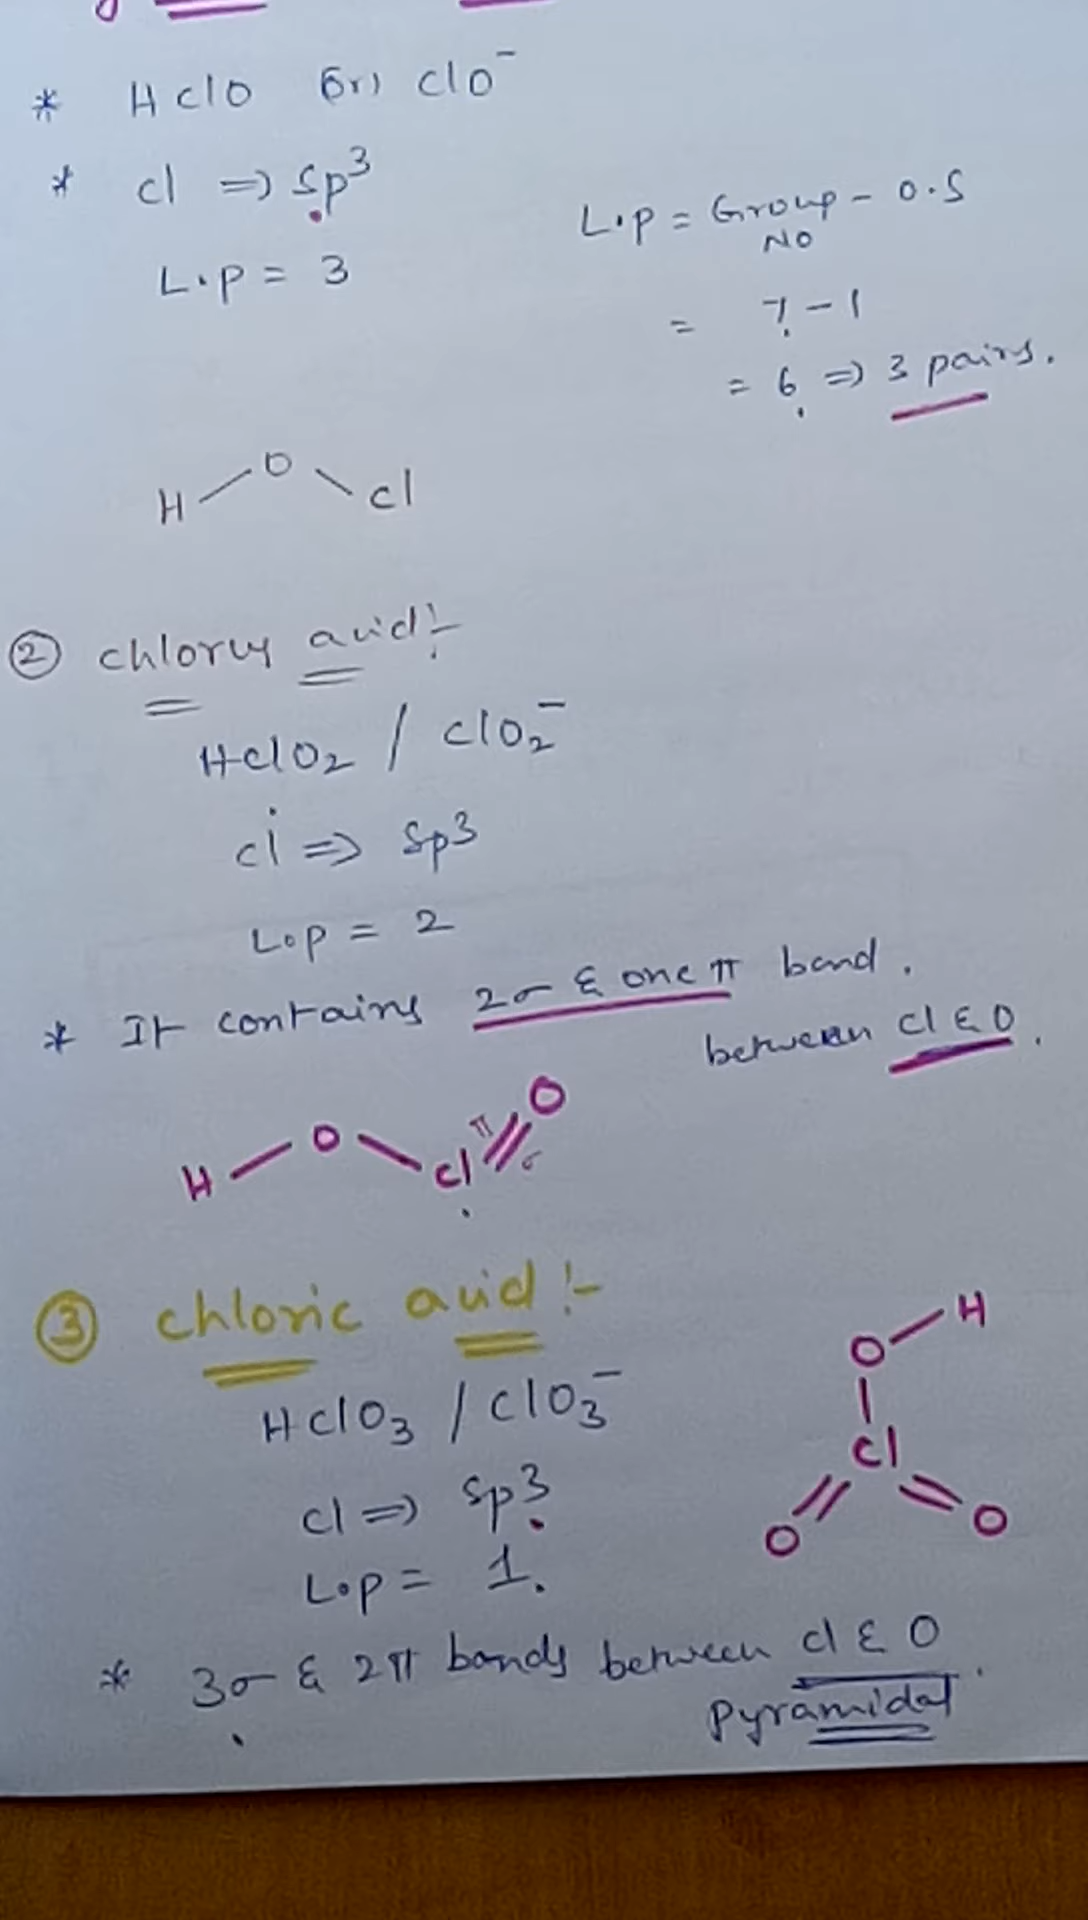 * HClO (or) ClO⁻
* Cl ⇒ Sp³
L.p = 3
L.p = Group - O.S
No
= 7 - 1
= 6 ⇒ 3 pairs.
H O Cl
② chlorus acid:-
HClO₂ / ClO₂⁻
Cl ⇒ Sp3
L.p = 2
* It contains 2σ & one π bond.
between Cl & O.
H O Cl π σ O
③ chloric acid:-
HClO₃ / ClO₃⁻
Cl ⇒ Sp3
L.p = 1.
O H
Cl
O O
* 3σ & 2π bonds between Cl & O.
Pyramidal